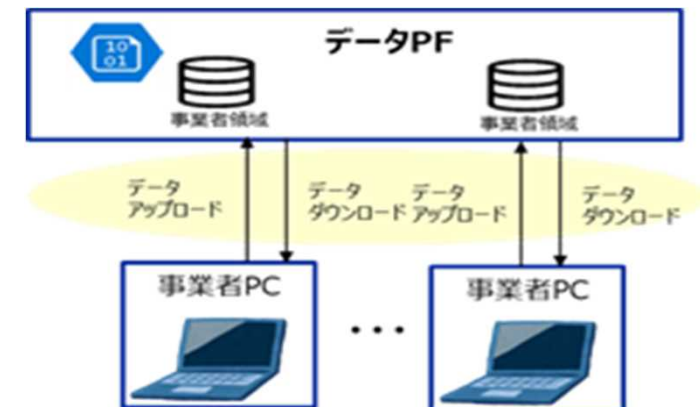 データPF
10
01
事業者領域
事業者領域
データ
アップロード
データ
ダウンロード
データ
アップロード
データ
ダウンロード
事業者PC
事業者PC
...